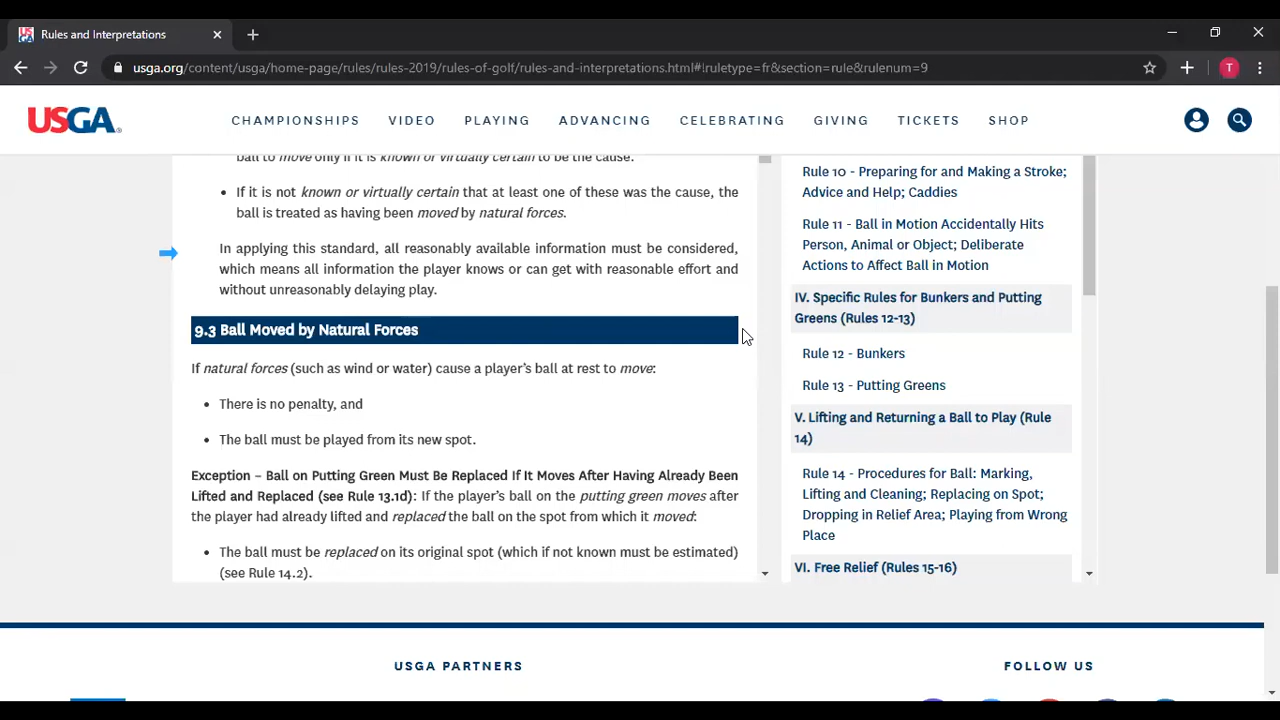 Rules and Interpretations
usga.org/content/usga/home-page/rules/rules-2019/rules-of-golf/rules-and-interpretations.html#!ruletype=fr&section=rule&rulenum=9
T
USGA
CHAMPIONSHIPS VIDEO PLAYING ADVANCING CELEBRATING GIVING TICKETS SHOP
ball to move only if it is known or virtually certain to be the cause.
If it is not known or virtually certain that at least one of these was the cause, the
ball is treated as having been moved by natural forces.
In applying this standard, all reasonably available information must be considered,
which means all information the player knows or can get with reasonable effort and
without unreasonably delaying play.
9.3 Ball Moved by Natural Forces
If natural forces (such as wind or water) cause a player’s ball at rest to move:
There is no penalty, and
The ball must be played from its new spot.
Exception – Ball on Putting Green Must Be Replaced If It Moves After Having Already Been
Lifted and Replaced (see Rule 13.1d): If the player’s ball on the putting green moves after
the player had already lifted and replaced the ball on the spot from which it moved:
The ball must be replaced on its original spot (which if not known must be estimated)
(see Rule 14.2).
Rule 10 - Preparing for and Making a Stroke;
Advice and Help; Caddies
Rule 11 - Ball in Motion Accidentally Hits
Person, Animal or Object; Deliberate
Actions to Affect Ball in Motion
IV. Specific Rules for Bunkers and Putting
Greens (Rules 12-13)
Rule 12 - Bunkers
Rule 13 - Putting Greens
V. Lifting and Returning a Ball to Play (Rule
14)
Rule 14 - Procedures for Ball: Marking,
Lifting and Cleaning; Replacing on Spot;
Dropping in Relief Area; Playing from Wrong
Place
VI. Free Relief (Rules 15-16)
USGA PARTNERS
FOLLOW US